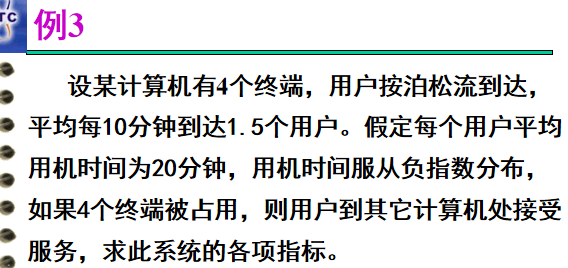 TC
例3
设某计算机有4个终端，用户按泊松流到达，
平均每10分钟到达1.5个用户。假定每个用户平均
用机时间为20分钟，用机时间服从负指数分布，
如果4个终端被占用，则用户到其它计算机处接受
服务，求此系统的各项指标。